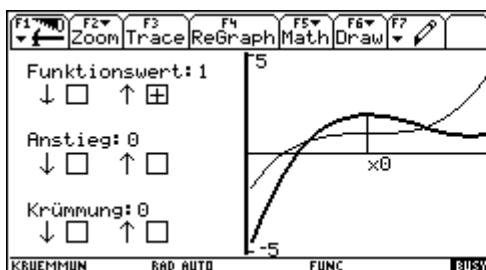 F1 F2 F3 F4 F5 F6 F7
Zoom Trace ReGraph Math Draw
Funktionswert: 1
↓ □ ↑ ⊞
Anstieg: 0
↓ □ ↑ □
Krümmung: 0
↓ □ ↑ □
5
x0
-5
KRUEMMUN RAD AUTO FUNC BUSY